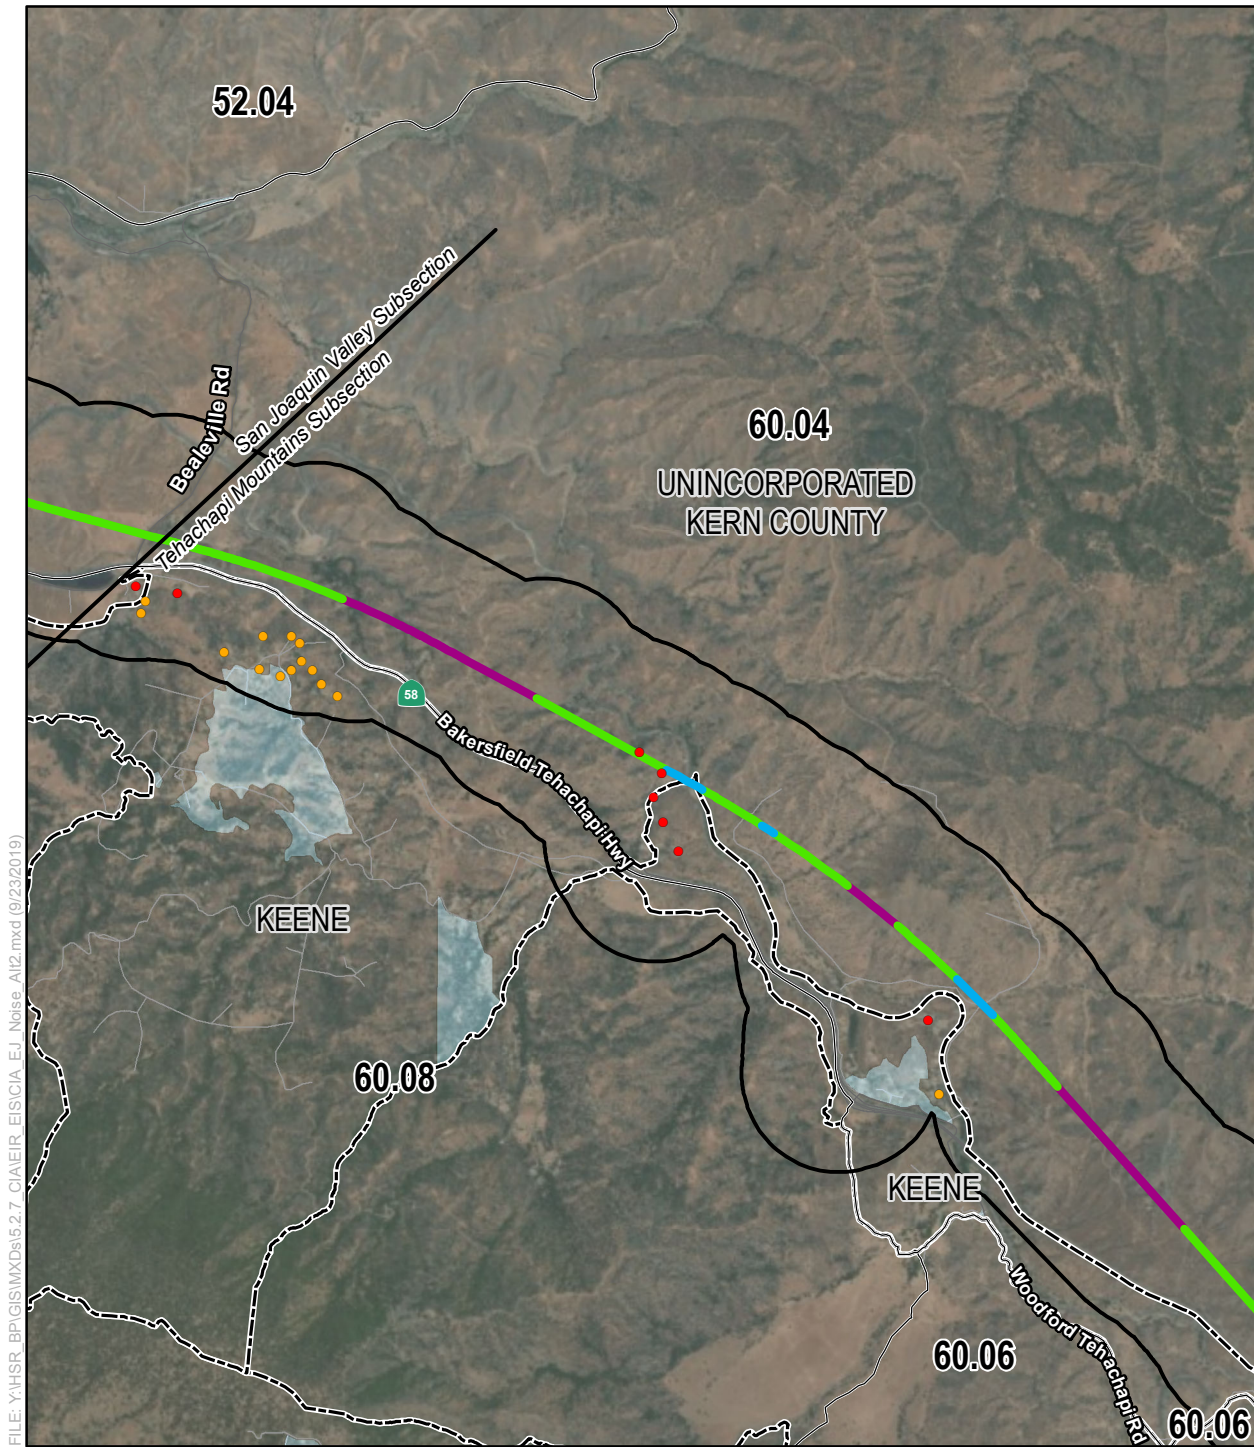 52.04
San Joaquin Valley Subsection
Tehachapi Mountains Subsection
Bealeville Rd
60.04
UNINCORPORATED
KERN COUNTY
58
Bakersfield-Tehachapi Hwy
KEENE
60.08
KEENE
Woodford Tehachapi Rd
60.06
60.06
FILE: Y:\HSR_BP\GIS\MXDs\5.2.7_CIA\EIR_EIS\CIA_EJ_Noise_Alt2.mxd (9/23/2019)